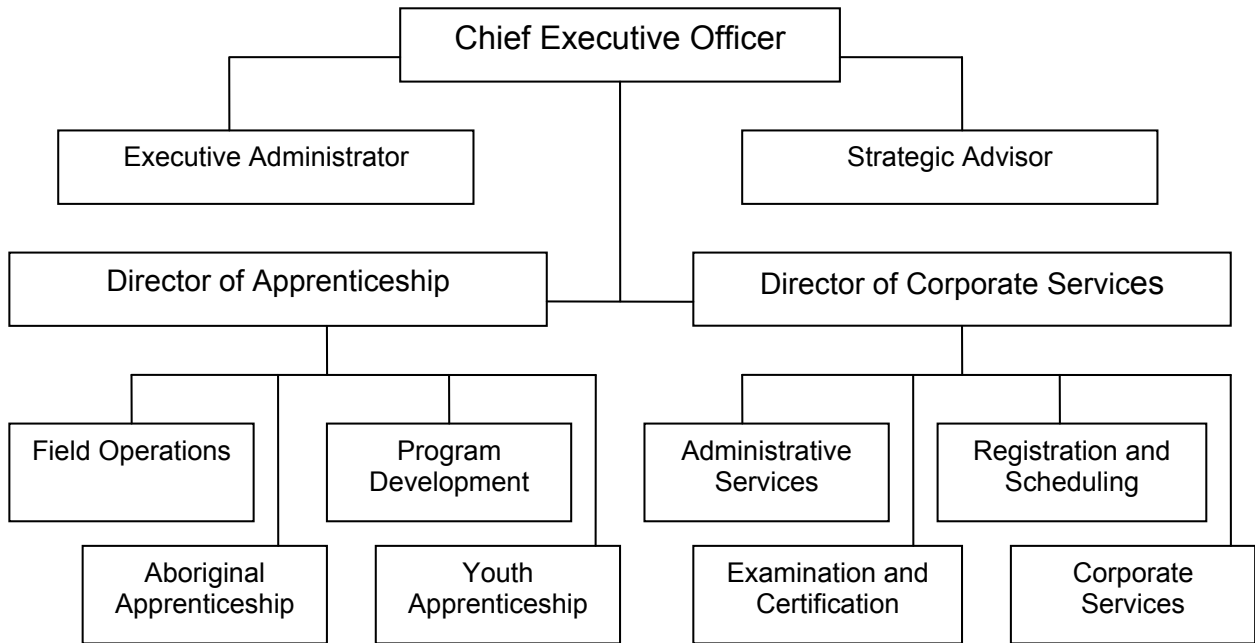 Chief Executive Officer
Executive Administrator
Strategic Advisor
Director of Apprenticeship
Director of Corporate Services
Field Operations
Program
Development
Administrative
Services
Registration and
Scheduling
Aboriginal
Apprenticeship
Youth
Apprenticeship
Examination and
Certification
Corporate
Services